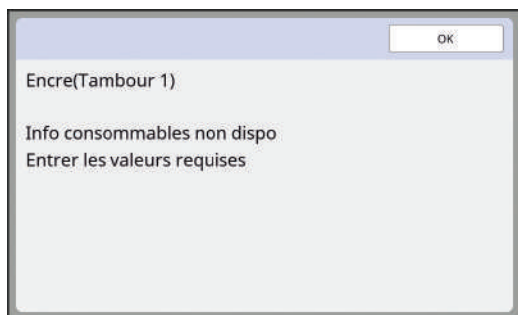 OK
Encre(Tambour 1)
Info consommables non dispo
Entrer les valeurs requises